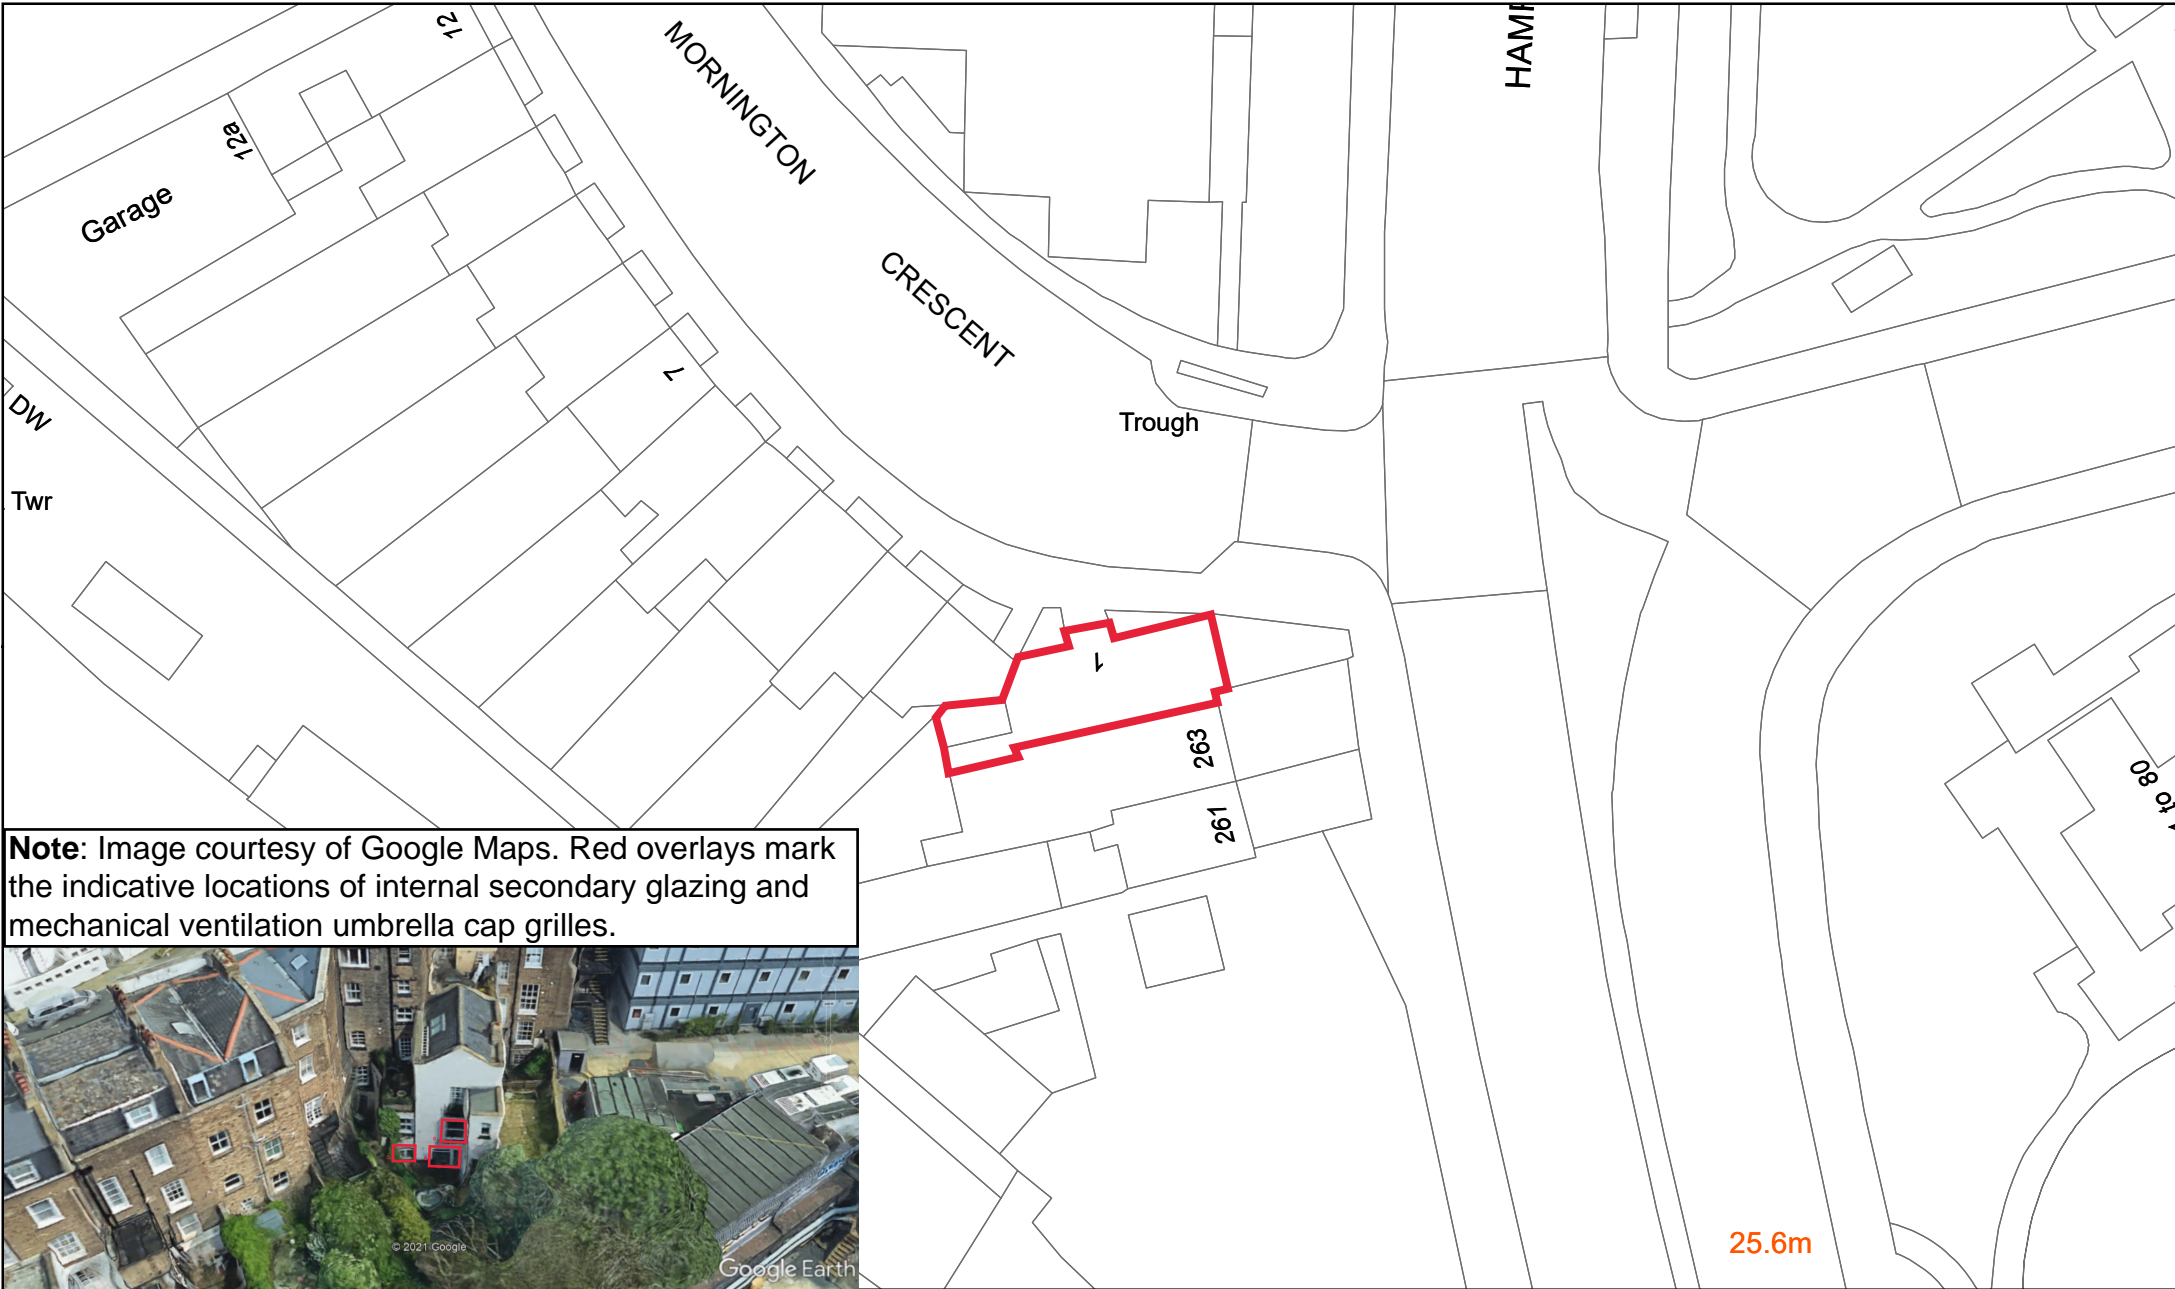 12
MORNINGTON
HAMP
12a
Garage
CRESCENT
7
DW
Trough
Twr
1
263
261
to 80
Note: Image courtesy of Google Maps. Red overlays mark
the indicative locations of internal secondary glazing and
mechanical ventilation umbrella cap grilles.
© 2021 Google
Google Earth
25.6m